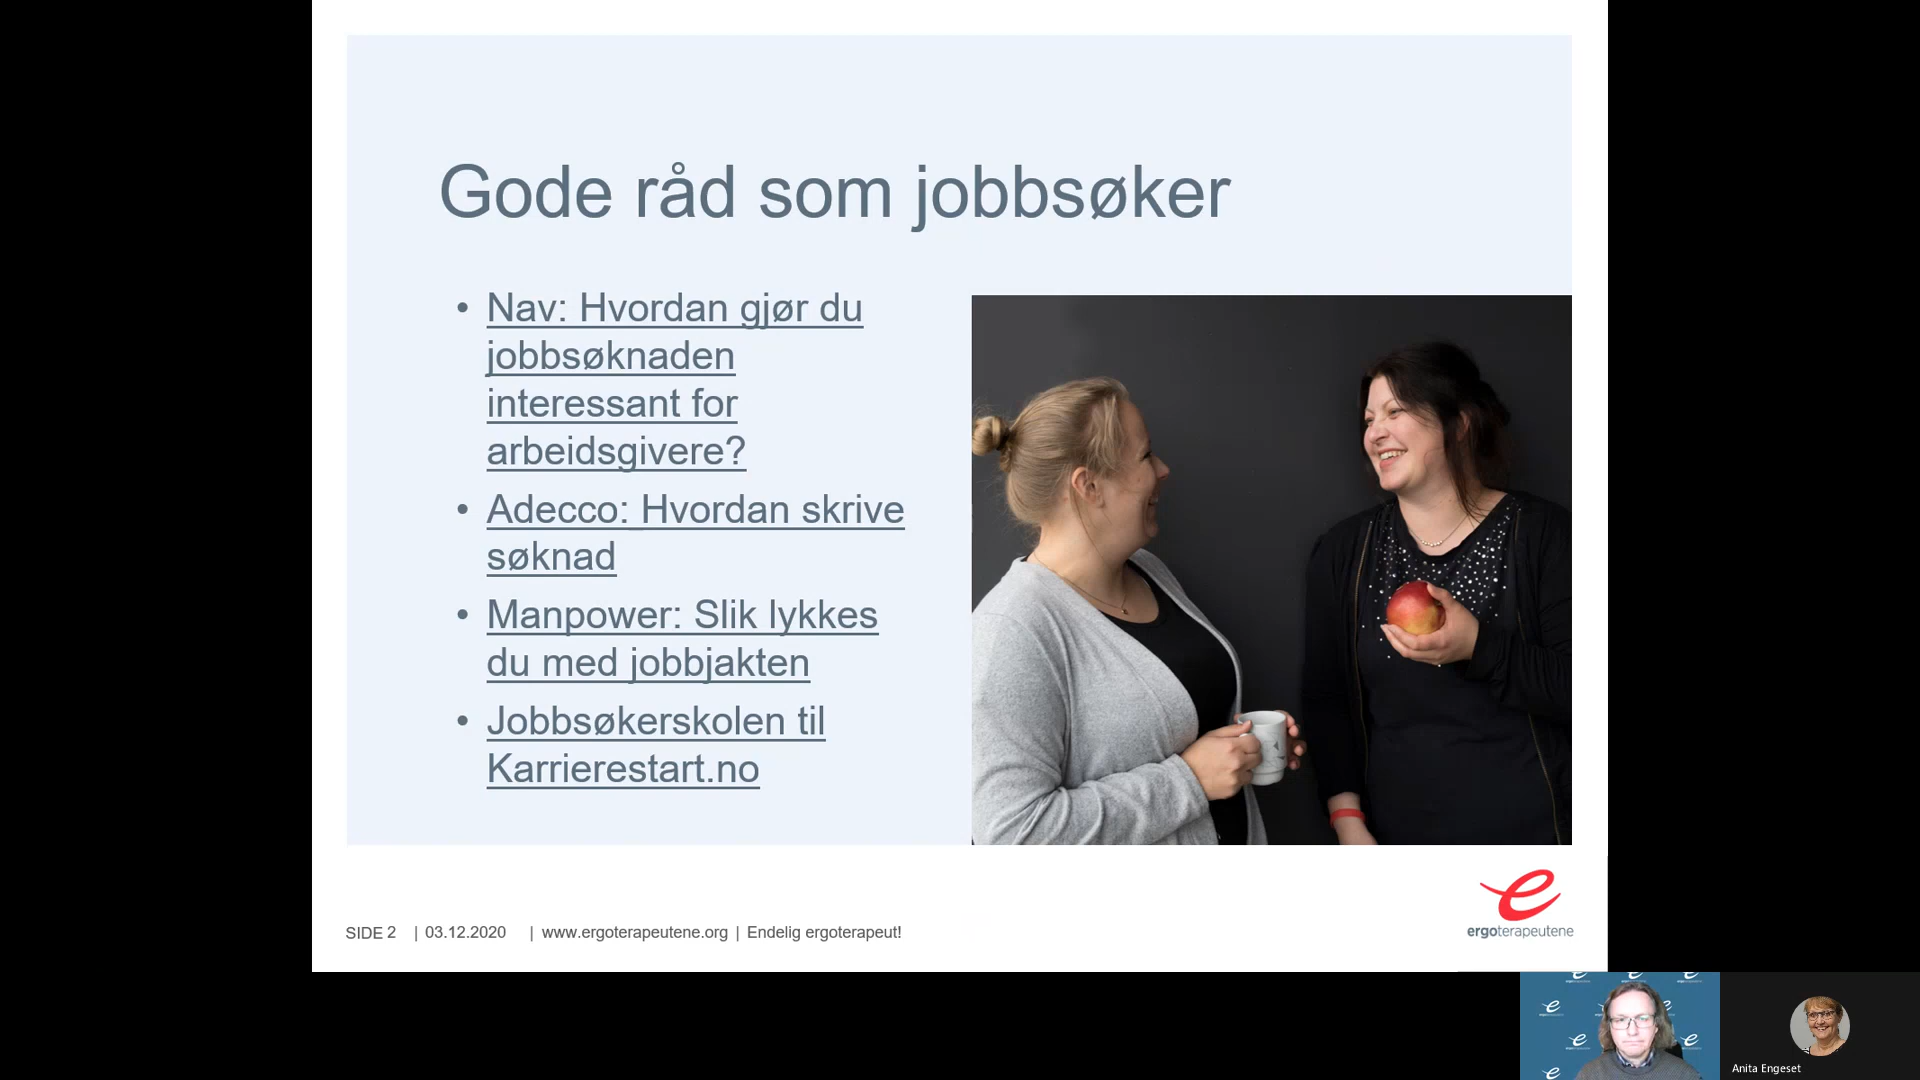 Gode råd som jobbsøker
• Nav: Hvordan gjør du
jobbsøknaden
interessant for
arbeidsgivere?
• Adecco: Hvordan skrive
søknad
• Manpower: Slik lykkes
du med jobbjakten
• Jobbsøkerskolen til
Karrierestart.no
SIDE 2 | 03.12.2020 | www.ergoterapeutene.org | Endelig ergoterapeut!
ergoterapeutene
Anita Engeset